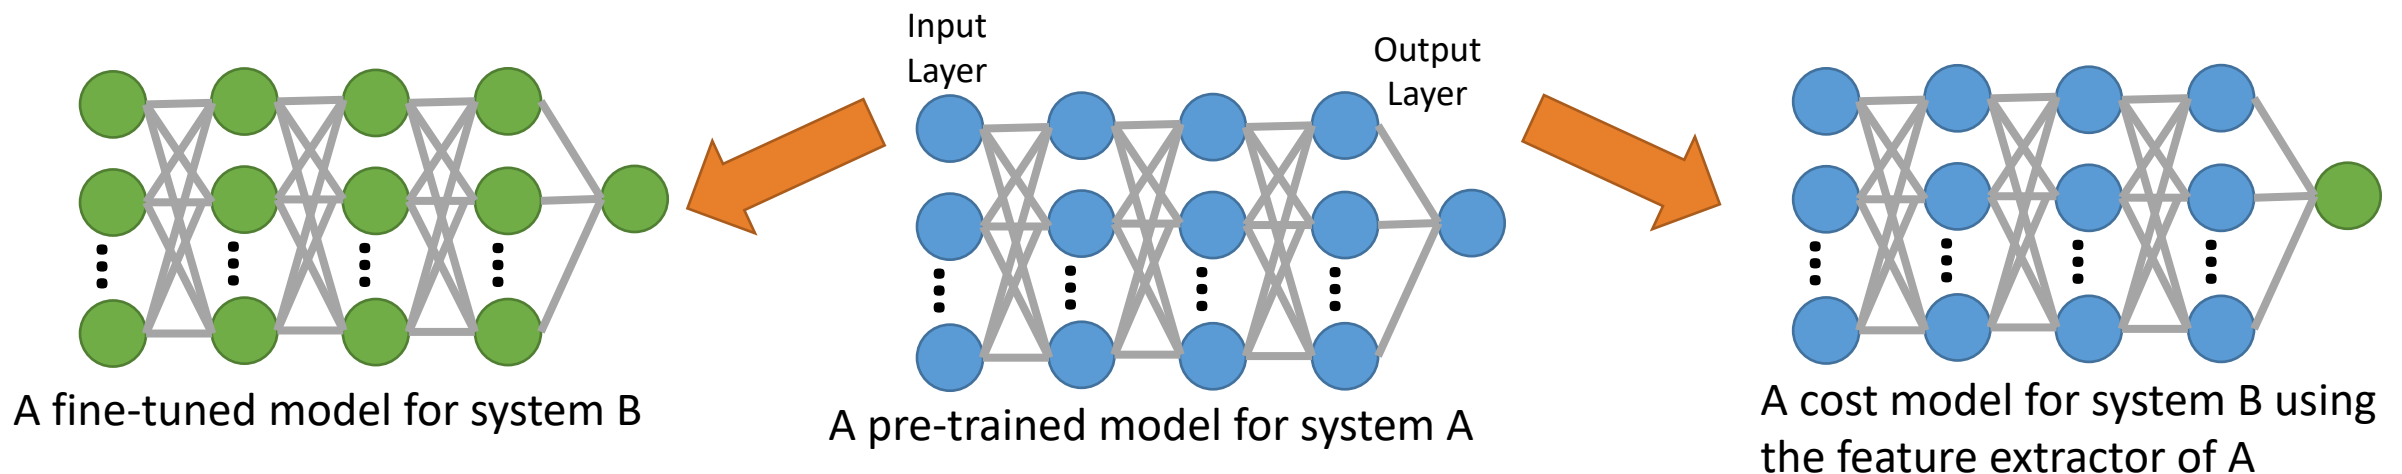 Input
Layer
Output
Layer
A fine-tuned model for system B
A pre-trained model for system A
A cost model for system B using
the feature extractor of A